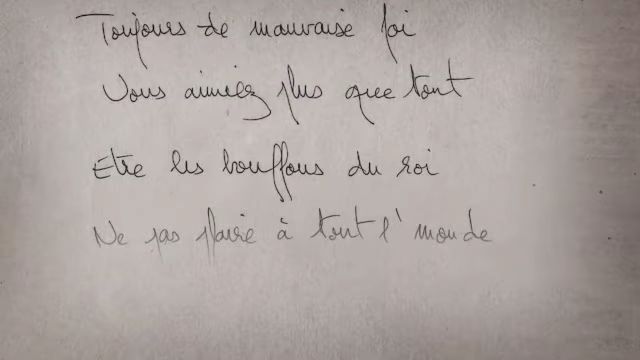 Toujours de mauvaise foi
Vous aimiez plus que tout
Etre les bouffons du roi
Ne pas plaire à tout l'monde